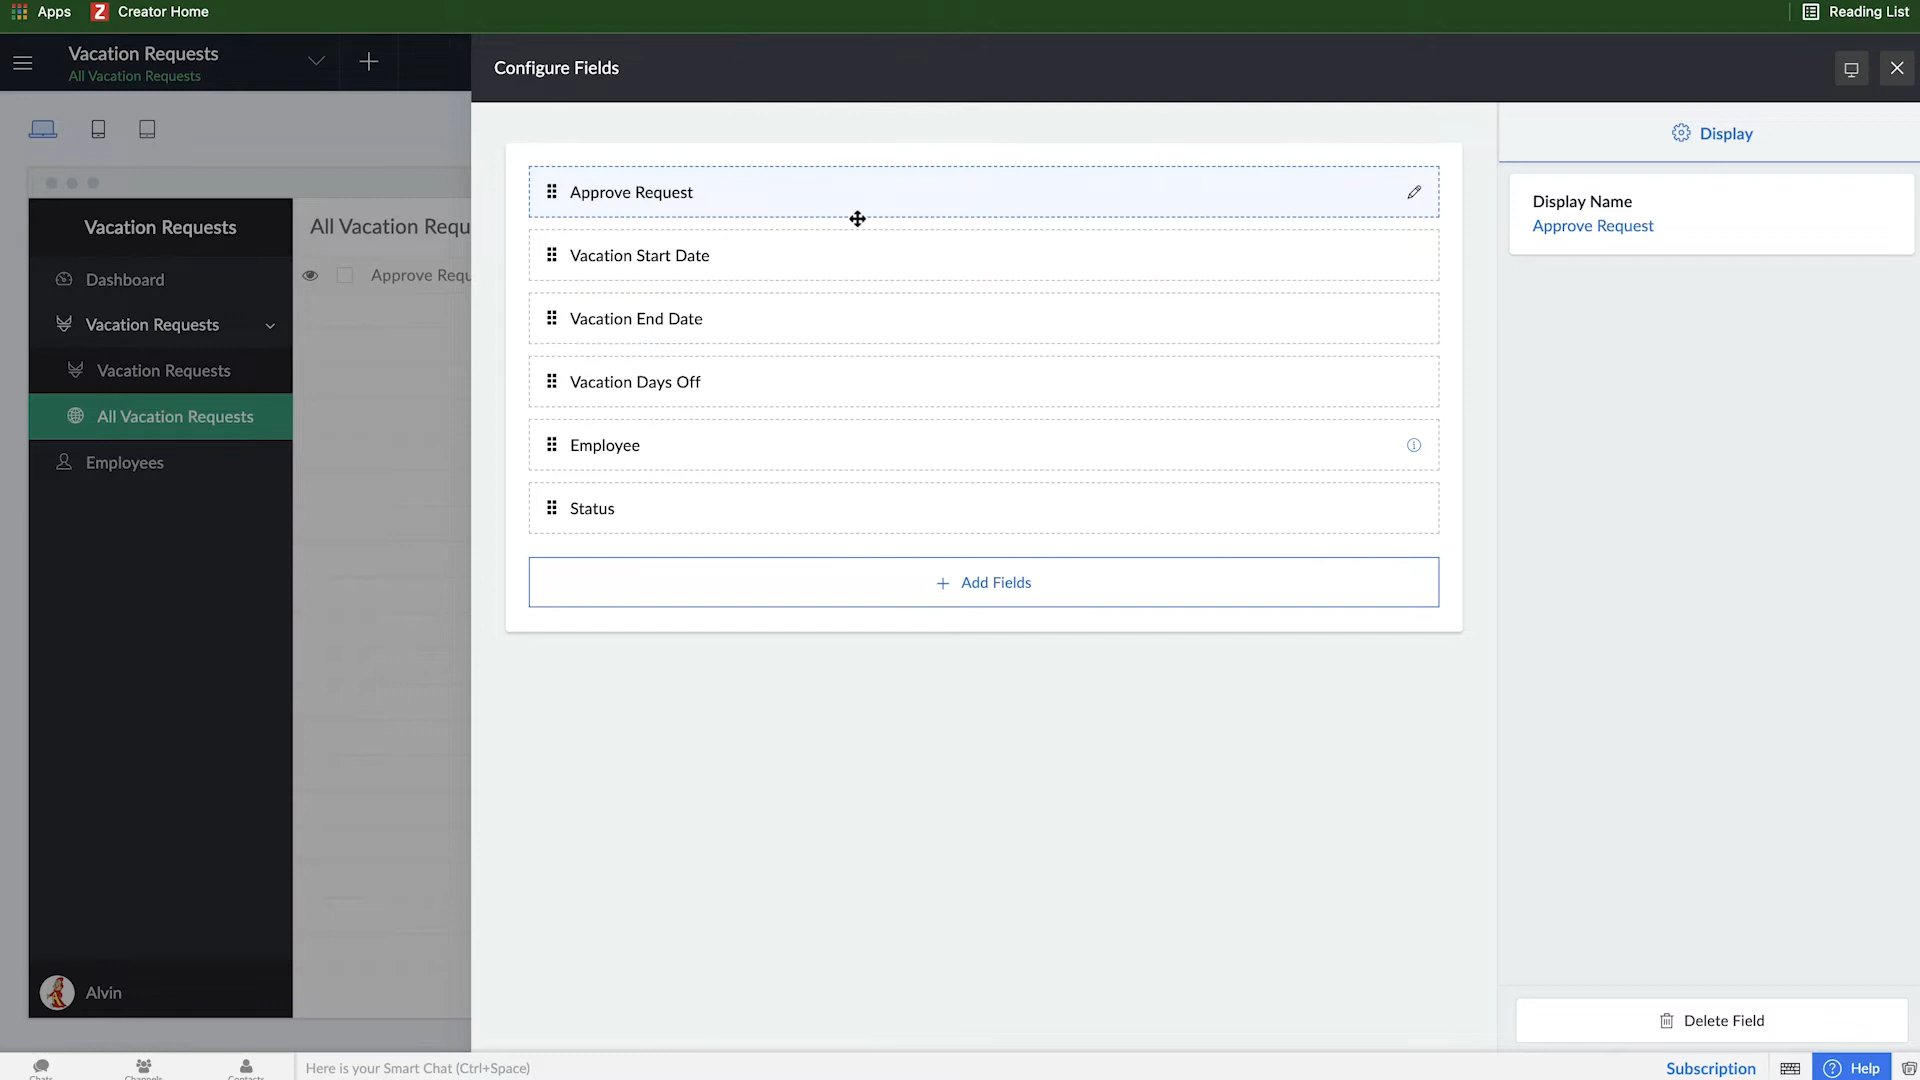 Apps
Creator Home
Reading List
Vacation Requests
All Vacation Requests
Configure Fields
Display
Display Name
Approve Request
Approve Request
Vacation Start Date
Vacation End Date
Vacation Days Off
Employee
Status
Add Fields
Vacation Requests
Dashboard
Vacation Requests
Vacation Requests
All Vacation Requests
Employees
All Vacation Requ
Approve Requ
Alvin
Delete Field
Chats
Channels
Contacts
Here is your Smart Chat (Ctrl+Space)
Subscription
Help